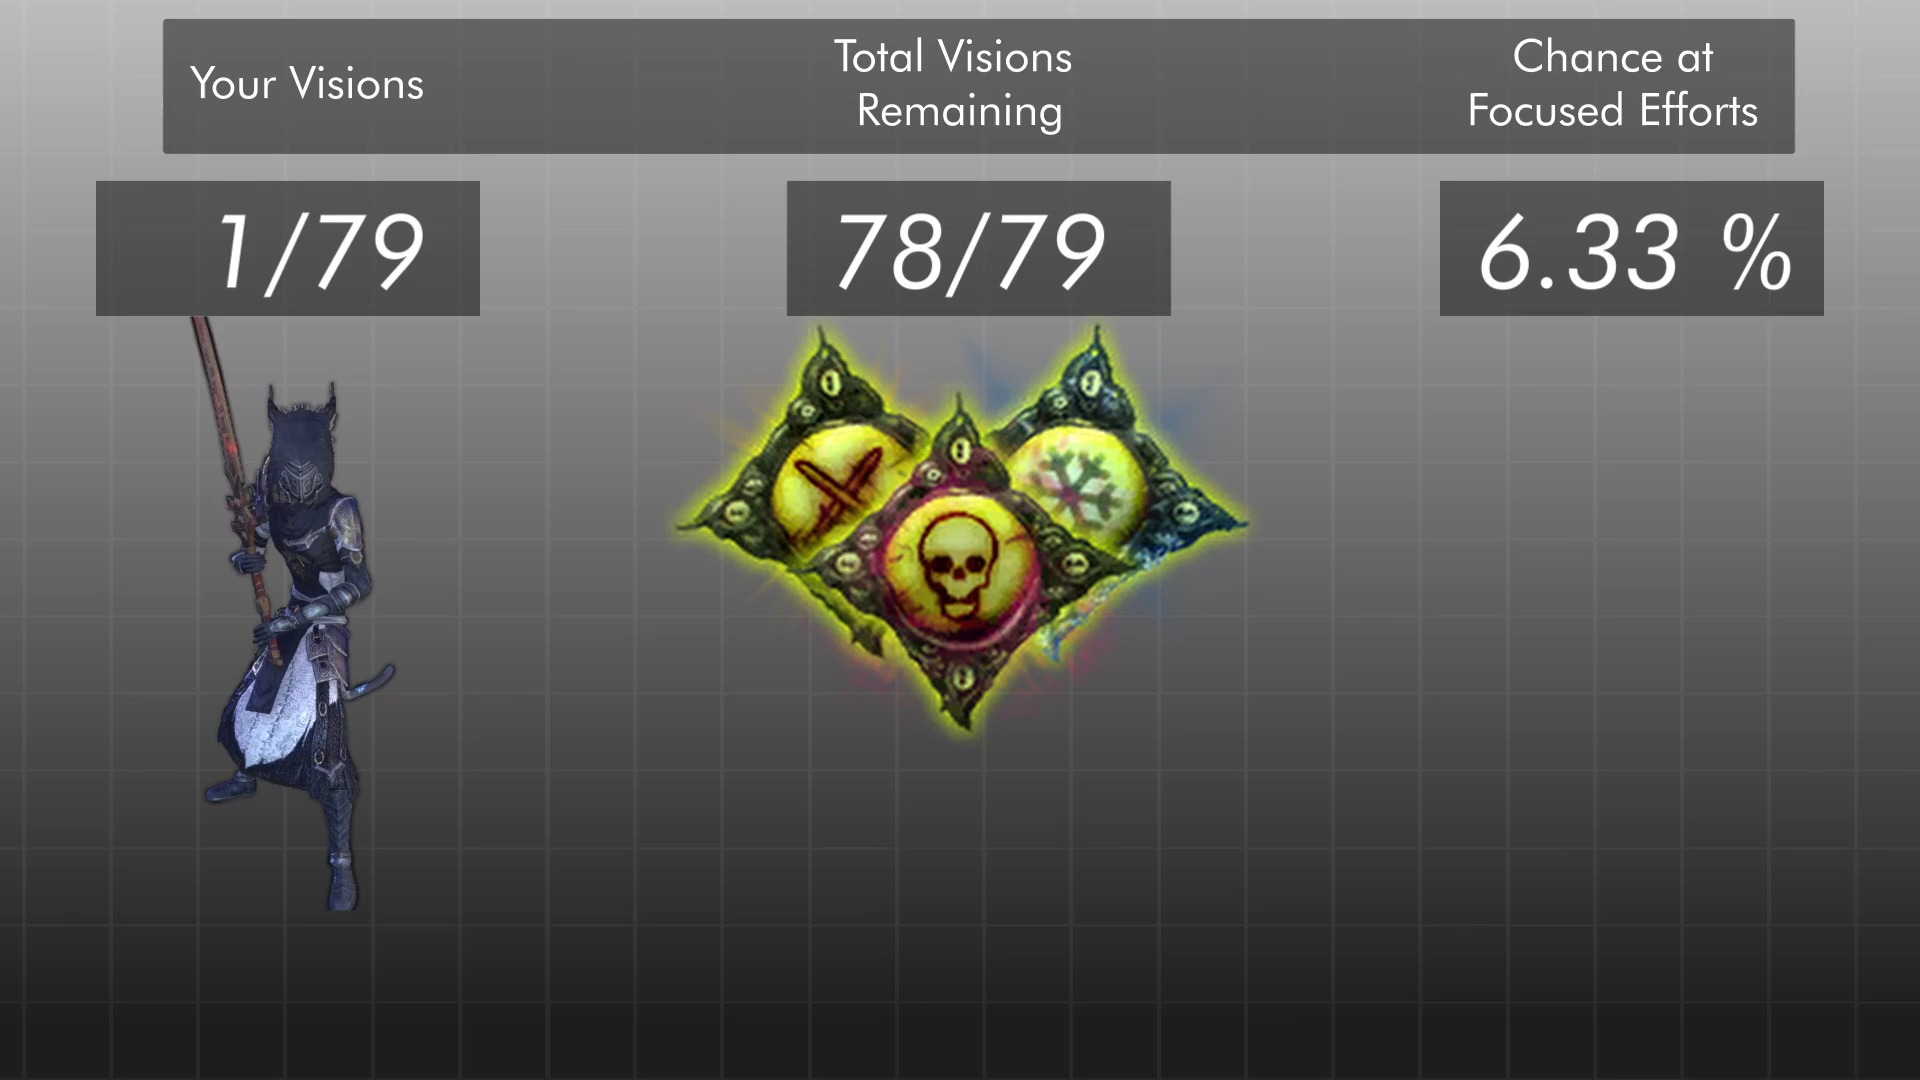 Your Visions
Total Visions
Remaining
Chance at
Focused Efforts
1/79
78/79
6.33 %